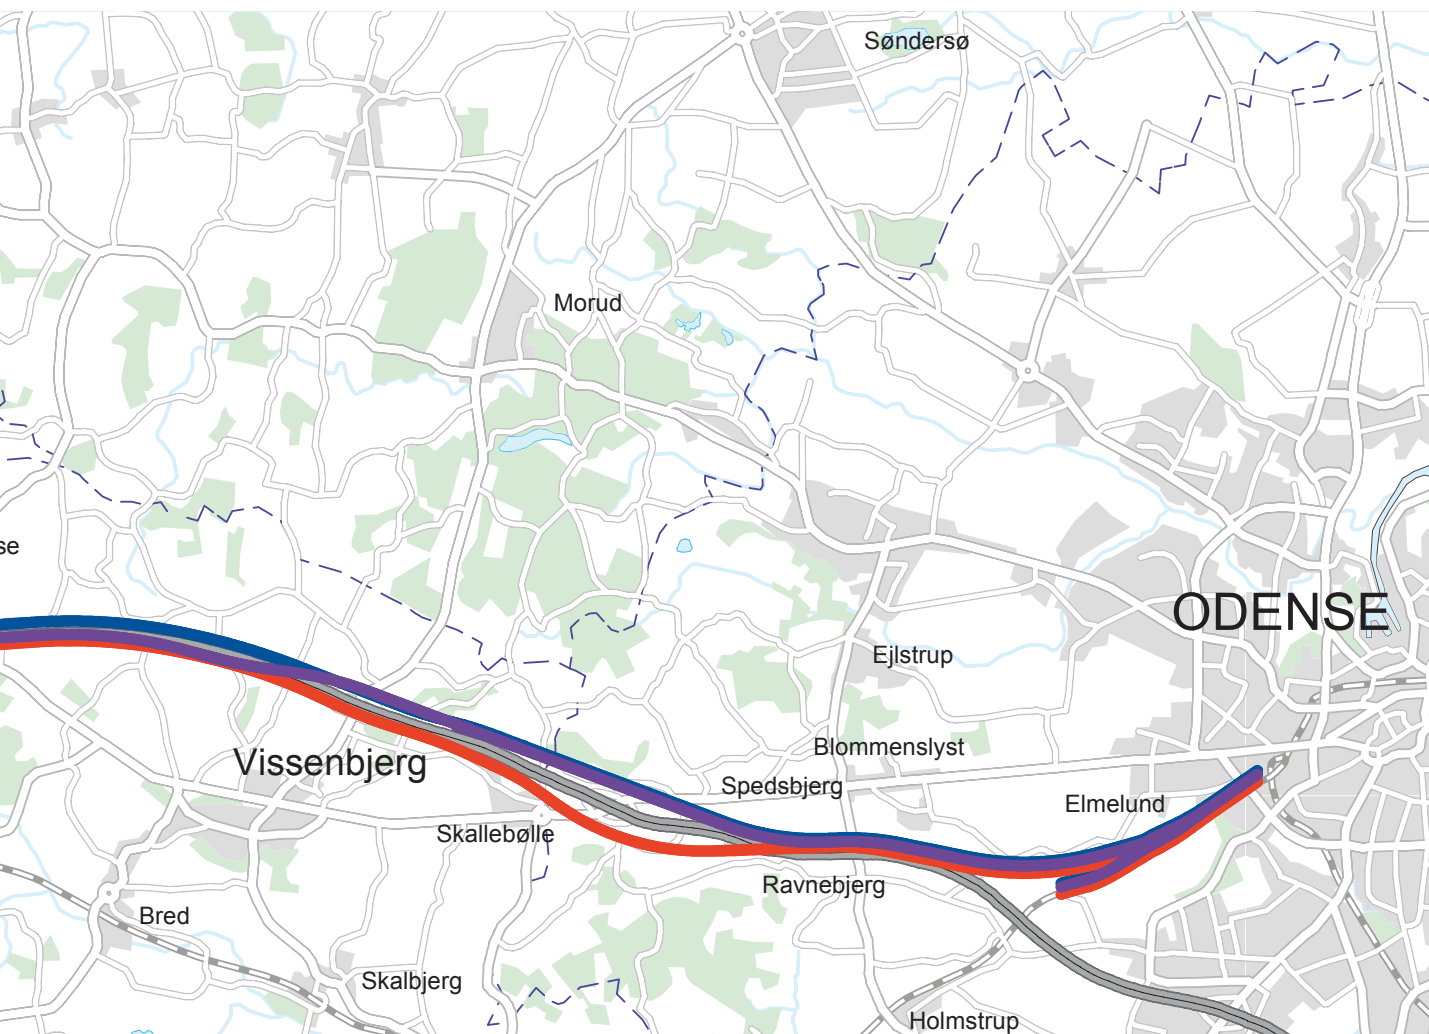 Søndersø
Morud
se
ODENSE
Ejlstrup
Blommenslyst
Vissenbjerg
Spedsbjerg
Elmelund
Skallebølle
Ravnebjerg
Bred
Skalbjerg
Holmstrup